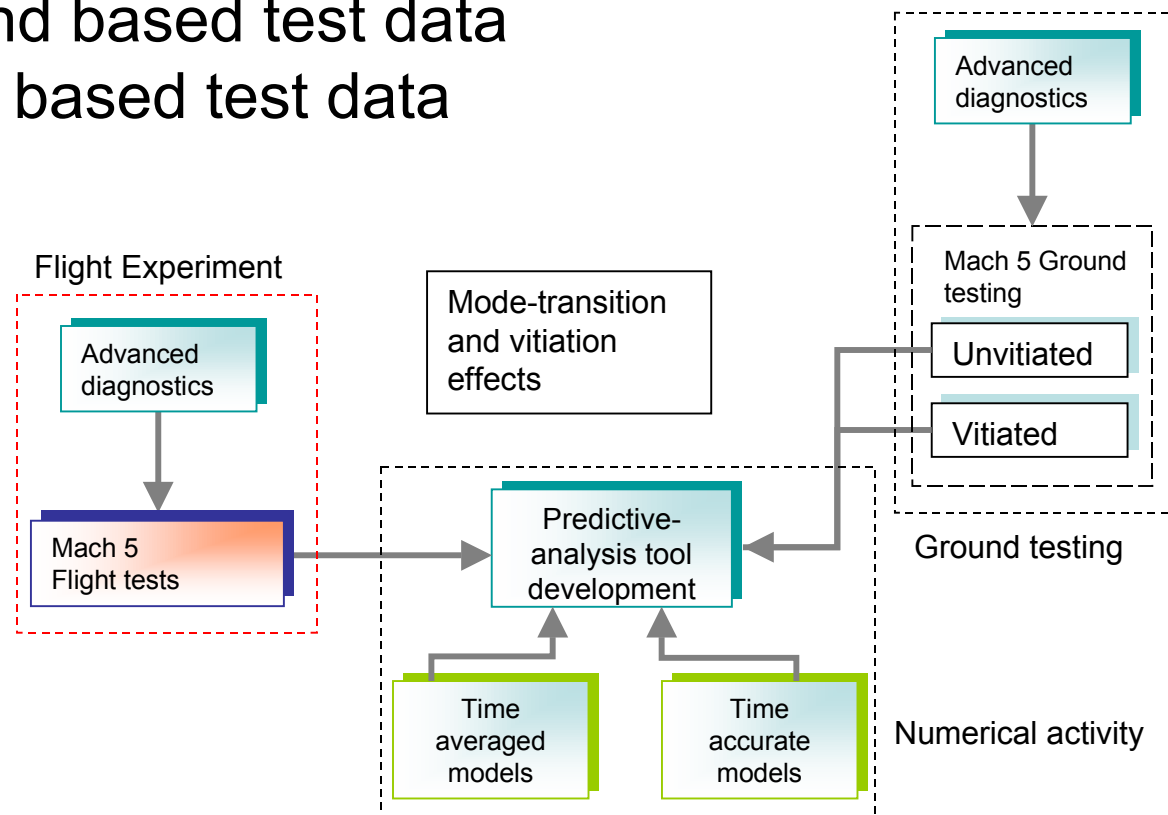 nd based test data
based test data
Advanced
diagnostics
Flight Experiment
Mach 5 Ground
testing
Mode-transition
and vitiation
effects
Advanced
diagnostics
Unvitiated
Vitiated
Predictive-
analysis tool
development
Mach 5
Flight tests
Ground testing
Time
averaged
models
Time
accurate
models
Numerical activity